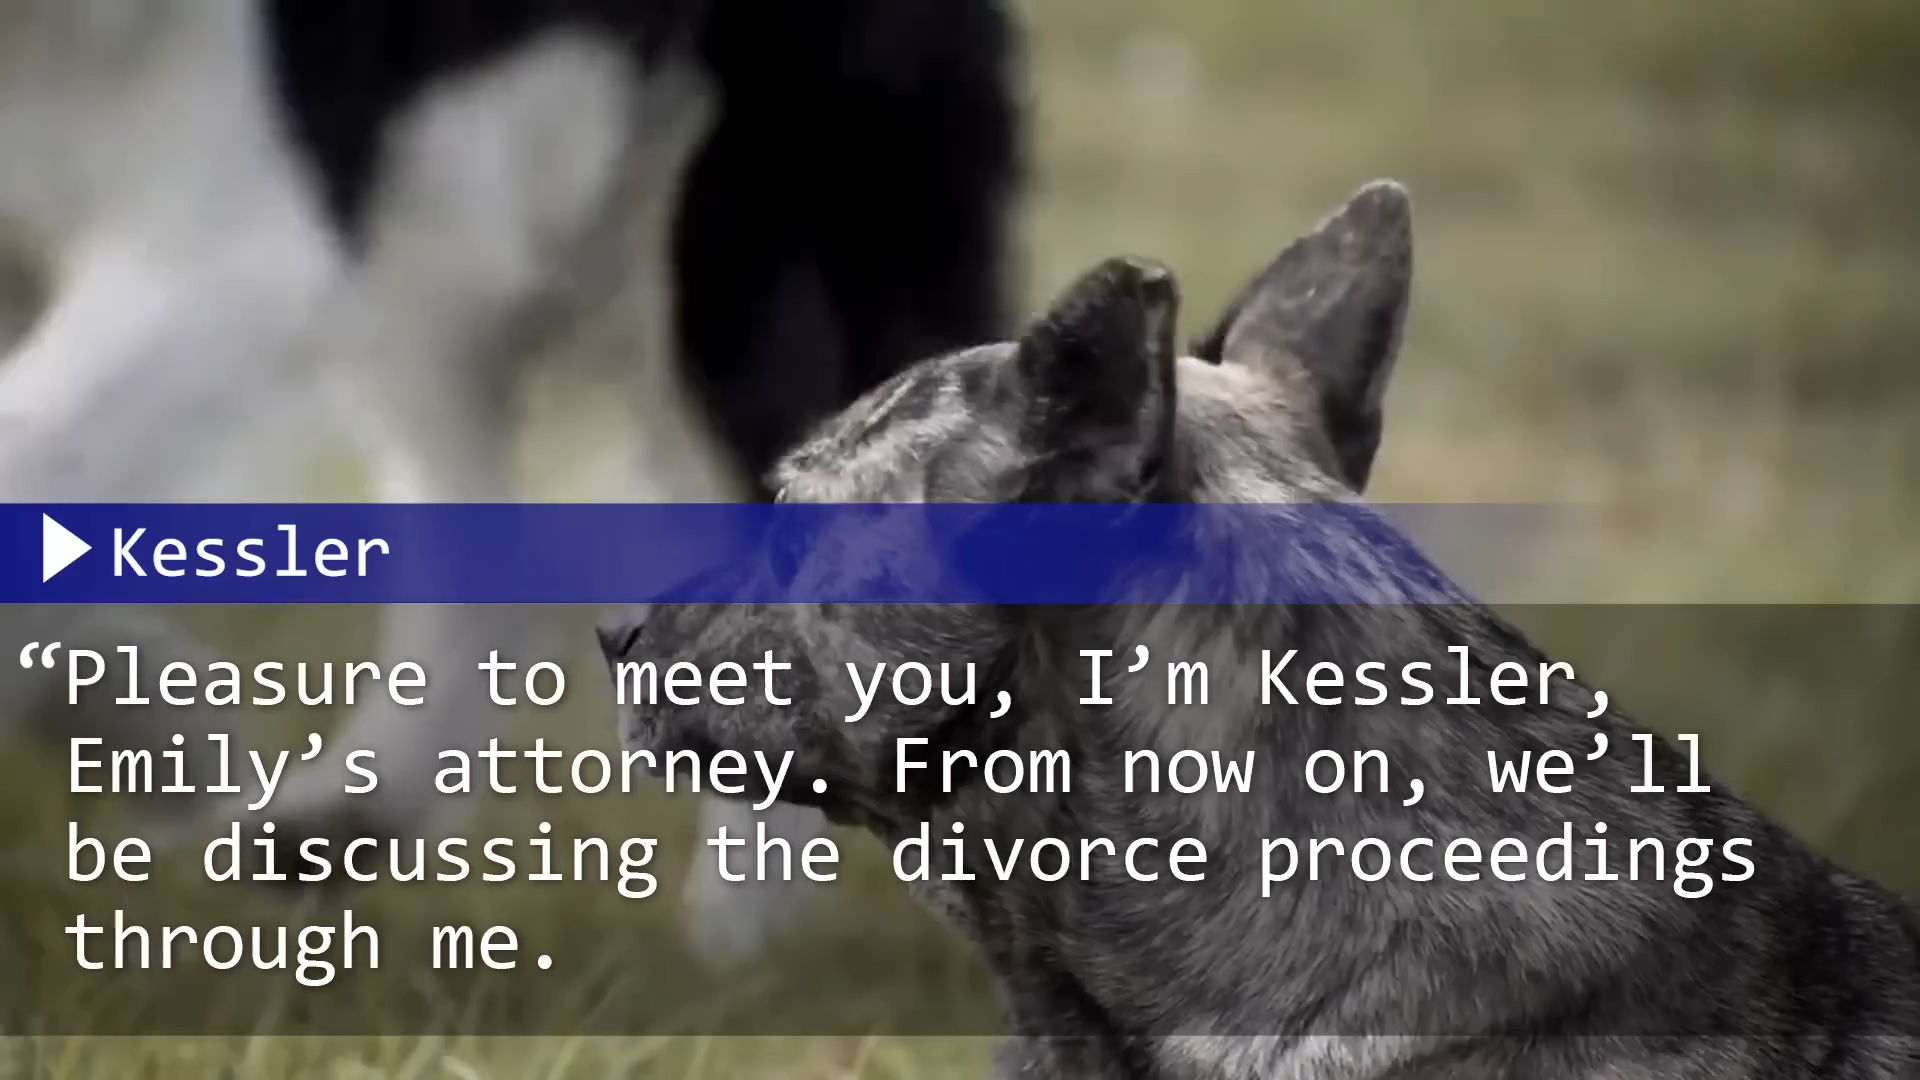 Kessler
“Pleasure to meet you, I’m Kessler,
Emily’s attorney. From now on, we’ll
be discussing the divorce proceedings
through me.